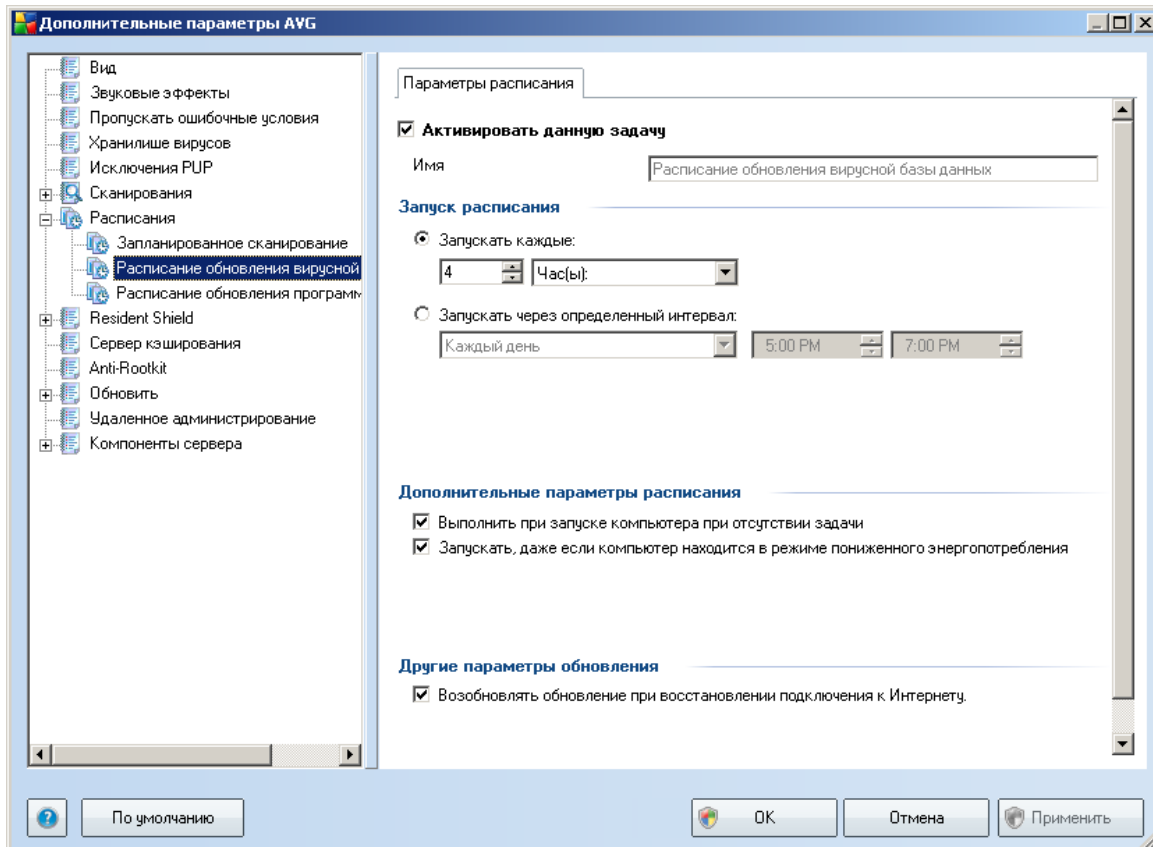 Дополнительные параметры AVG
Вид
Звуковые эффекты
Пропускать ошибочные условия
Хранилише вирусов
Исключения PUP
Сканирования
Расписания
Запланированное сканирование
Расписание обновления вирусной
Расписание обновления программ
Resident Shield
Сервер кэширования
Anti-Rootkit
Обновить
Удаленное администрирование
Компоненты сервера
Параметры расписания
Активировать данную задачу
Имя Расписание обновления вирусной базы данных
Запуск расписания
Запускать каждые:
4 Час(ы):
Запускать через определенный интервал:
Каждый день 5:00 PM 7:00 PM
Дополнительные параметры расписания
Выполнить при запуске компьютера при отсутствии задачи
Запускать, даже если компьютер находится в режиме пониженного энергопотребления
Другие параметры обновления
Возобновлять обновление при восстановлении подключения к Интернету.
? По умолчанию OK Отмена Применить